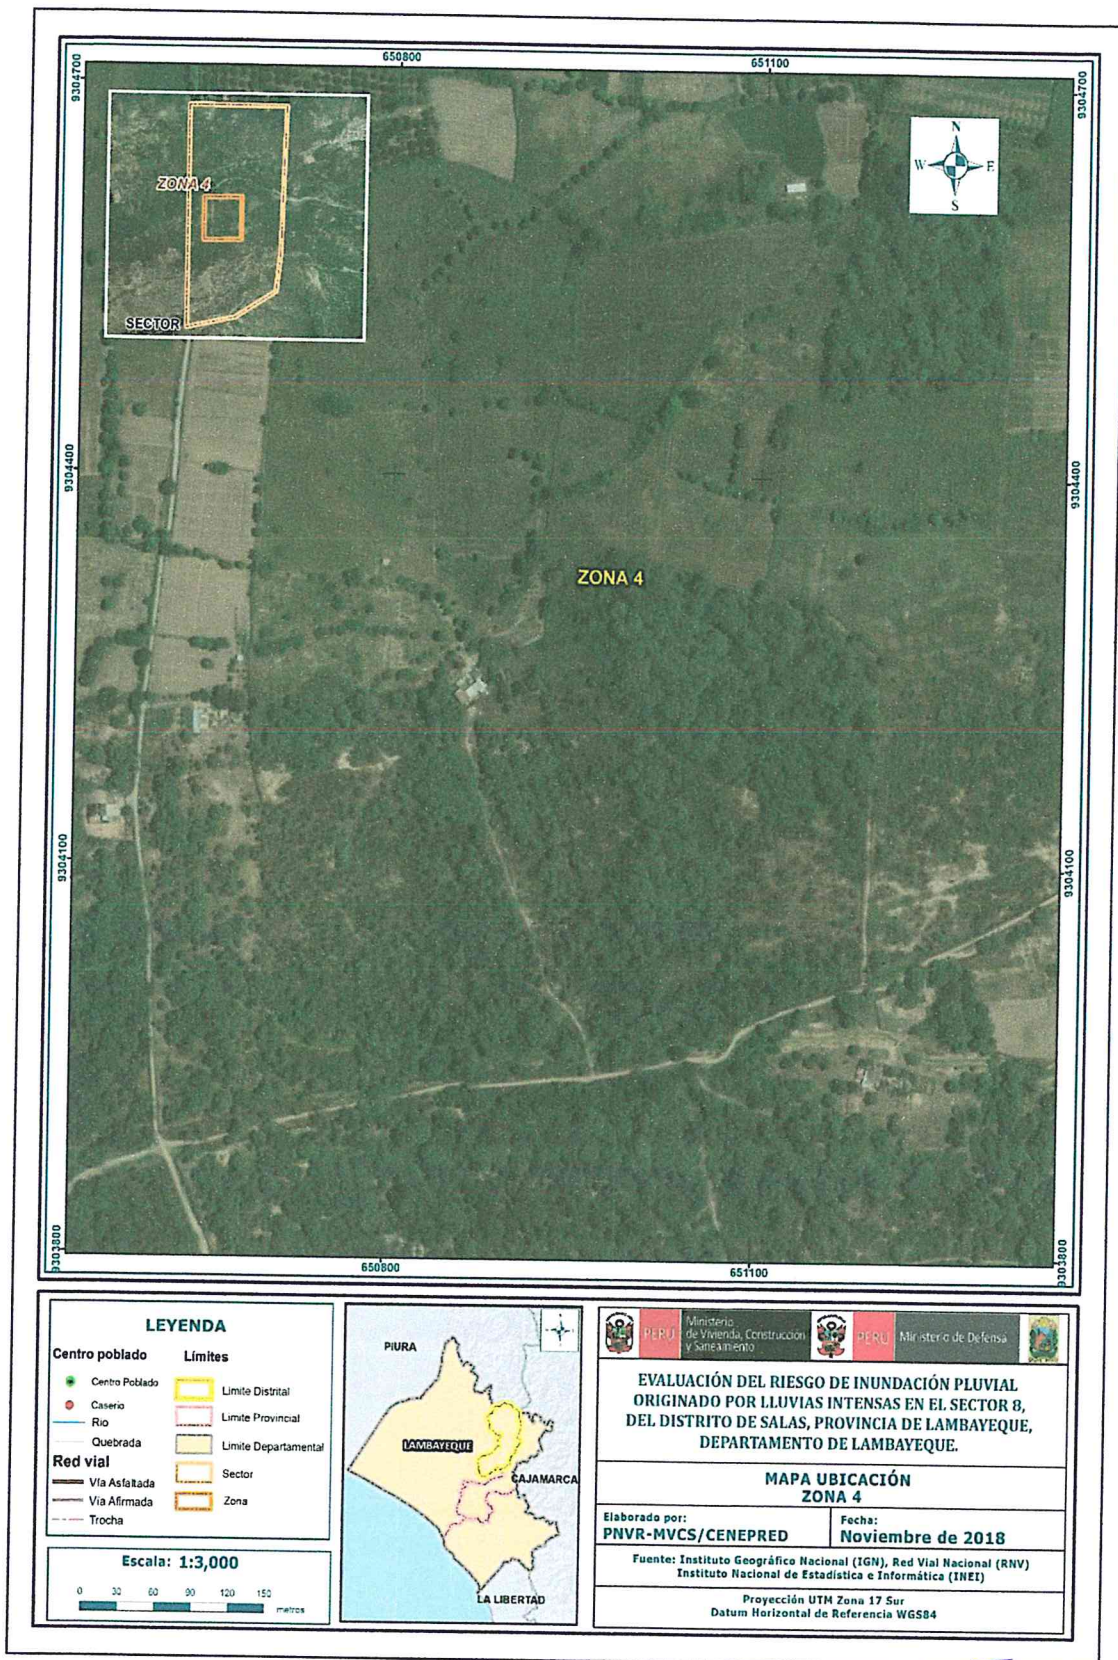 650800
651100
9304700
9304700
N
W E
S
ZONA 4
SECTOR
9304400
9304400
ZONA 4
9304100
9304100
9303800
9303800
650800
651100
LEYENDA
Centro poblado
Centro Poblado
Caserio
Rio
Quebrada
Red vial
Vía Asfaltada
Vía Afirmada
Trocha
Límites
Limite Distrital
Limite Provincial
Limite Departamental
Sector
Zona
Escala: 1:3,000
0 30 60 90 120 150
metros
PIURA
LAMBAYEQUE
CAJAMARCA
LA LIBERTAD
PERÚ
Ministerio
de Vivienda, Construcción
y Saneamiento
PERÚ
Ministerio de Defensa
EVALUACIÓN DEL RIESGO DE INUNDACIÓN PLUVIAL
ORIGINADO POR LLUVIAS INTENSAS EN EL SECTOR 8,
DEL DISTRITO DE SALAS, PROVINCIA DE LAMBAYEQUE,
DEPARTAMENTO DE LAMBAYEQUE.
MAPA UBICACIÓN
ZONA 4
Elaborado por:
PNVR-MVCS/CENEPRED
Fecha:
Noviembre de 2018
Fuente: Instituto Geográfico Nacional (IGN), Red Vial Nacional (RNV)
Instituto Nacional de Estadística e Informática (INEI)
Proyección UTM Zona 17 Sur
Datum Horizontal de Referencia WGS84